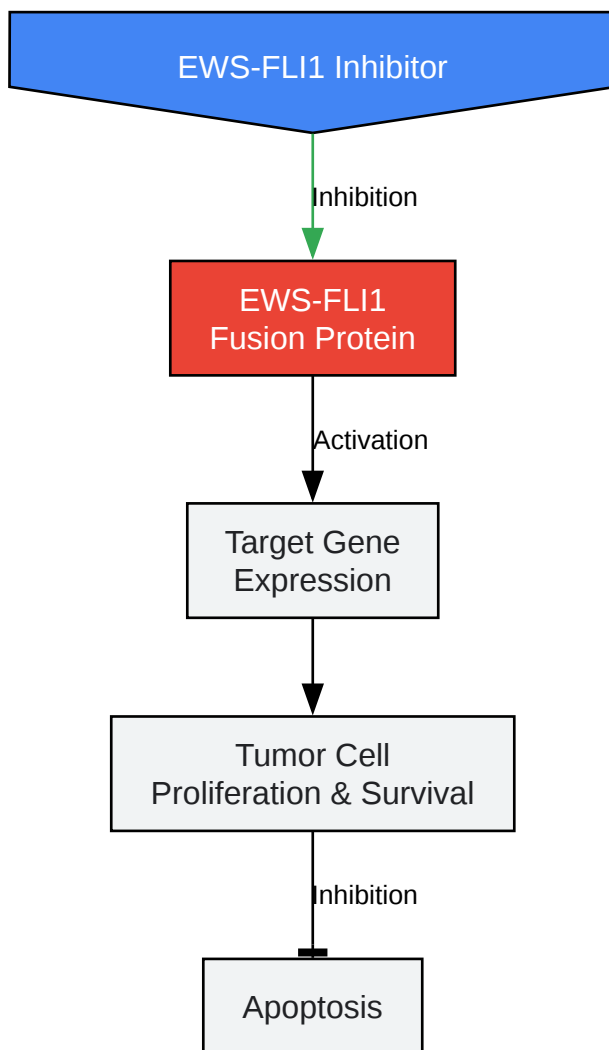 EWS-FLI1 Inhibitor
Inhibition
EWS-FLI1
Fusion Protein
Activation
Target Gene
Expression
Tumor Cell
Proliferation & Survival
Inhibition
Apoptosis